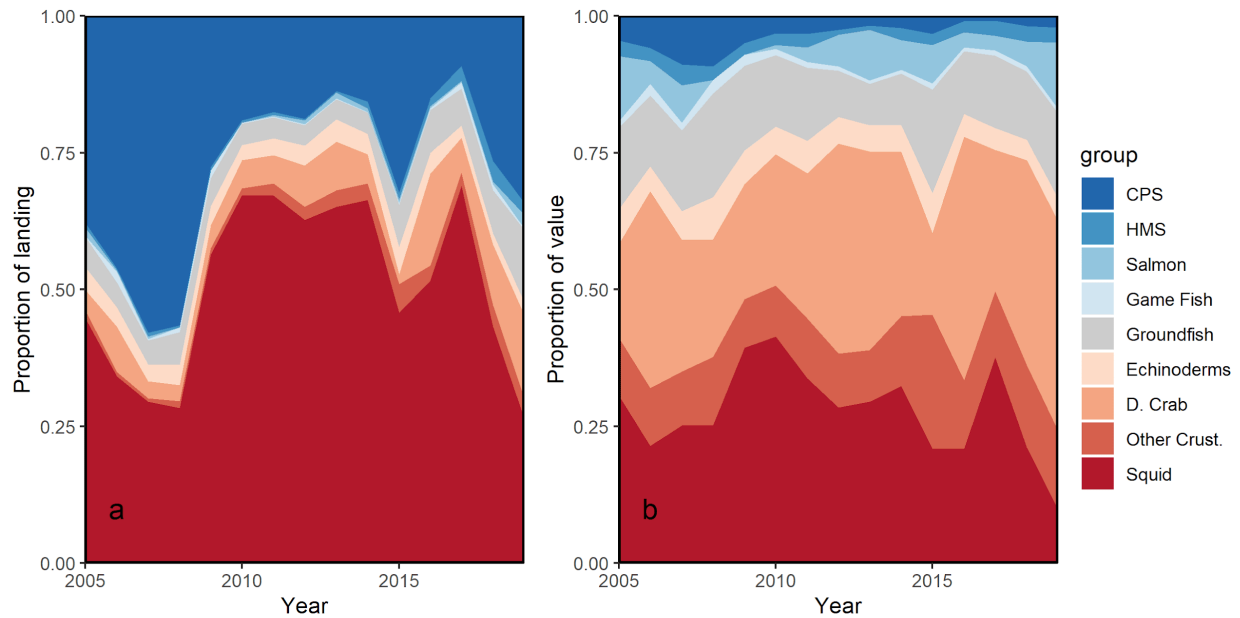 Proportion of landing
1.00
0.75
0.50
0.25
0.00
a
2005
2010
2015
Year
Proportion of value
1.00
0.75
0.50
0.25
0.00
b
2005
2010
2015
Year
group
CPS
HMS
Salmon
Game Fish
Groundfish
Echinoderms
D. Crab
Other Crust.
Squid